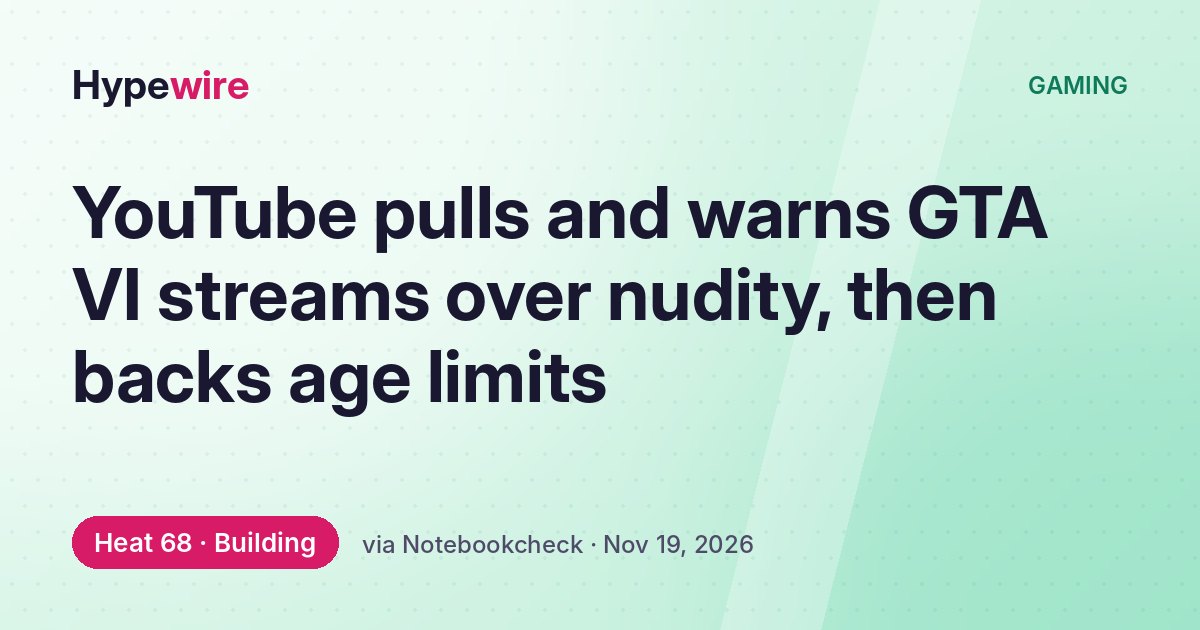 Hypewire
GAMING
YouTube pulls and warns GTA
VI streams over nudity, then
backs age limits
Heat 68 · Building
via Notebookcheck · Nov 19, 2026